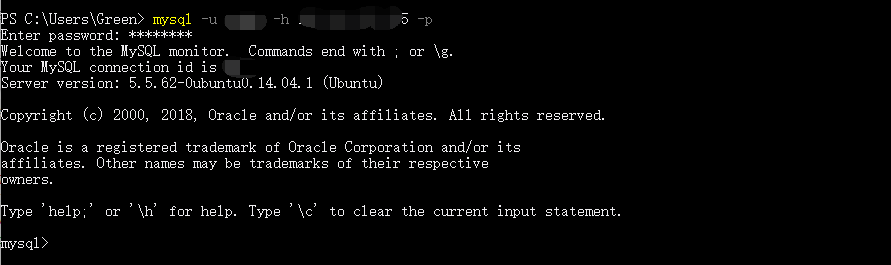 PS C:\Users\Green> mysql -u -h 5 -p
Enter password: ********
Welcome to the MySQL monitor.  Commands end with ; or \g.
Your MySQL connection id is
Server version: 5.5.62-0ubuntu0.14.04.1 (Ubuntu)
Copyright (c) 2000, 2018, Oracle and/or its affiliates. All rights reserved.
Oracle is a registered trademark of Oracle Corporation and/or its
affiliates. Other names may be trademarks of their respective
owners.
Type 'help;' or '\h' for help. Type '\c' to clear the current input statement.
mysql>